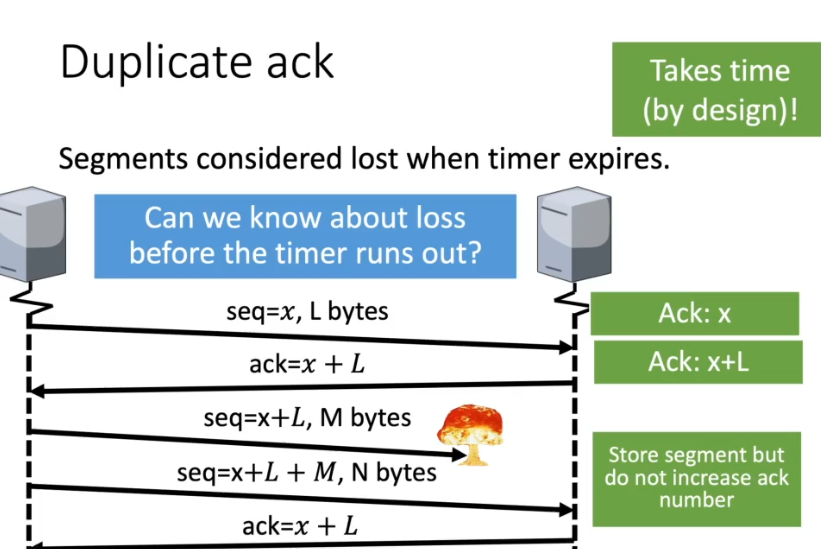 Duplicate ack
Takes time
(by design)!
Segments considered lost when timer expires.
Can we know about loss
before the timer runs out?
seq=𝑥, L bytes
Ack: x
ack=𝑥 + 𝐿
Ack: x+L
seq=x+𝐿, M bytes
seq=x+𝐿 + 𝑀, N bytes
Store segment but
do not increase ack
number
ack=𝑥 + 𝐿